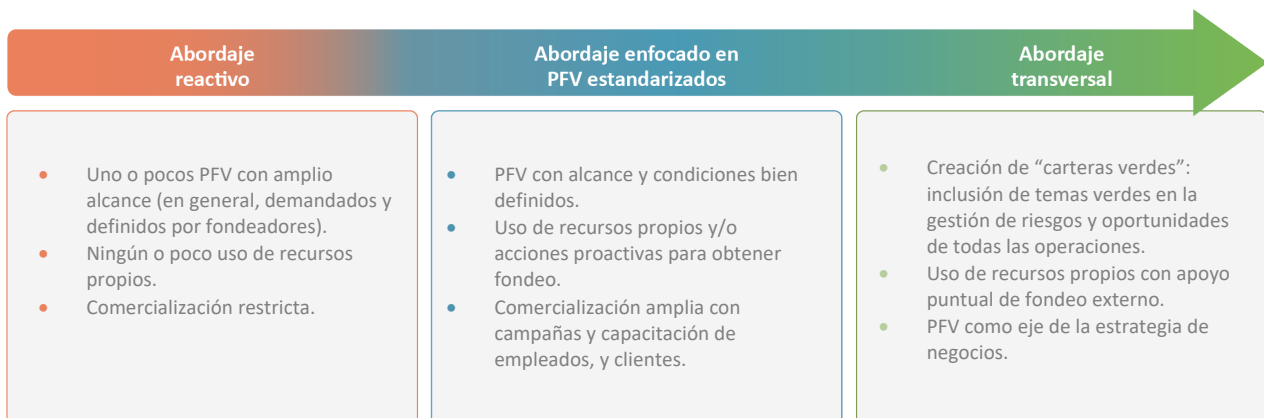 Abordaje
reactivo
Abordaje enfocado en
PFV estandarizados
Abordaje
transversal
• Uno o pocos PFV con amplio
alcance (en general, demandados y
definidos por fondeadores).
• Ningún o poco uso de recursos
propios.
• Comercialización restricta.
• PFV con alcance y condiciones bien
definidos.
• Uso de recursos propios y/o
acciones proactivas para obtener
fondeo.
• Comercialización amplia con
campañas y capacitación de
empleados, y clientes.
• Creación de “carteras verdes”:
inclusión de temas verdes en la
gestión de riesgos y oportunidades
de todas las operaciones.
• Uso de recursos propios con apoyo
puntual de fondeo externo.
• PFV como eje de la estrategia de
negocios.